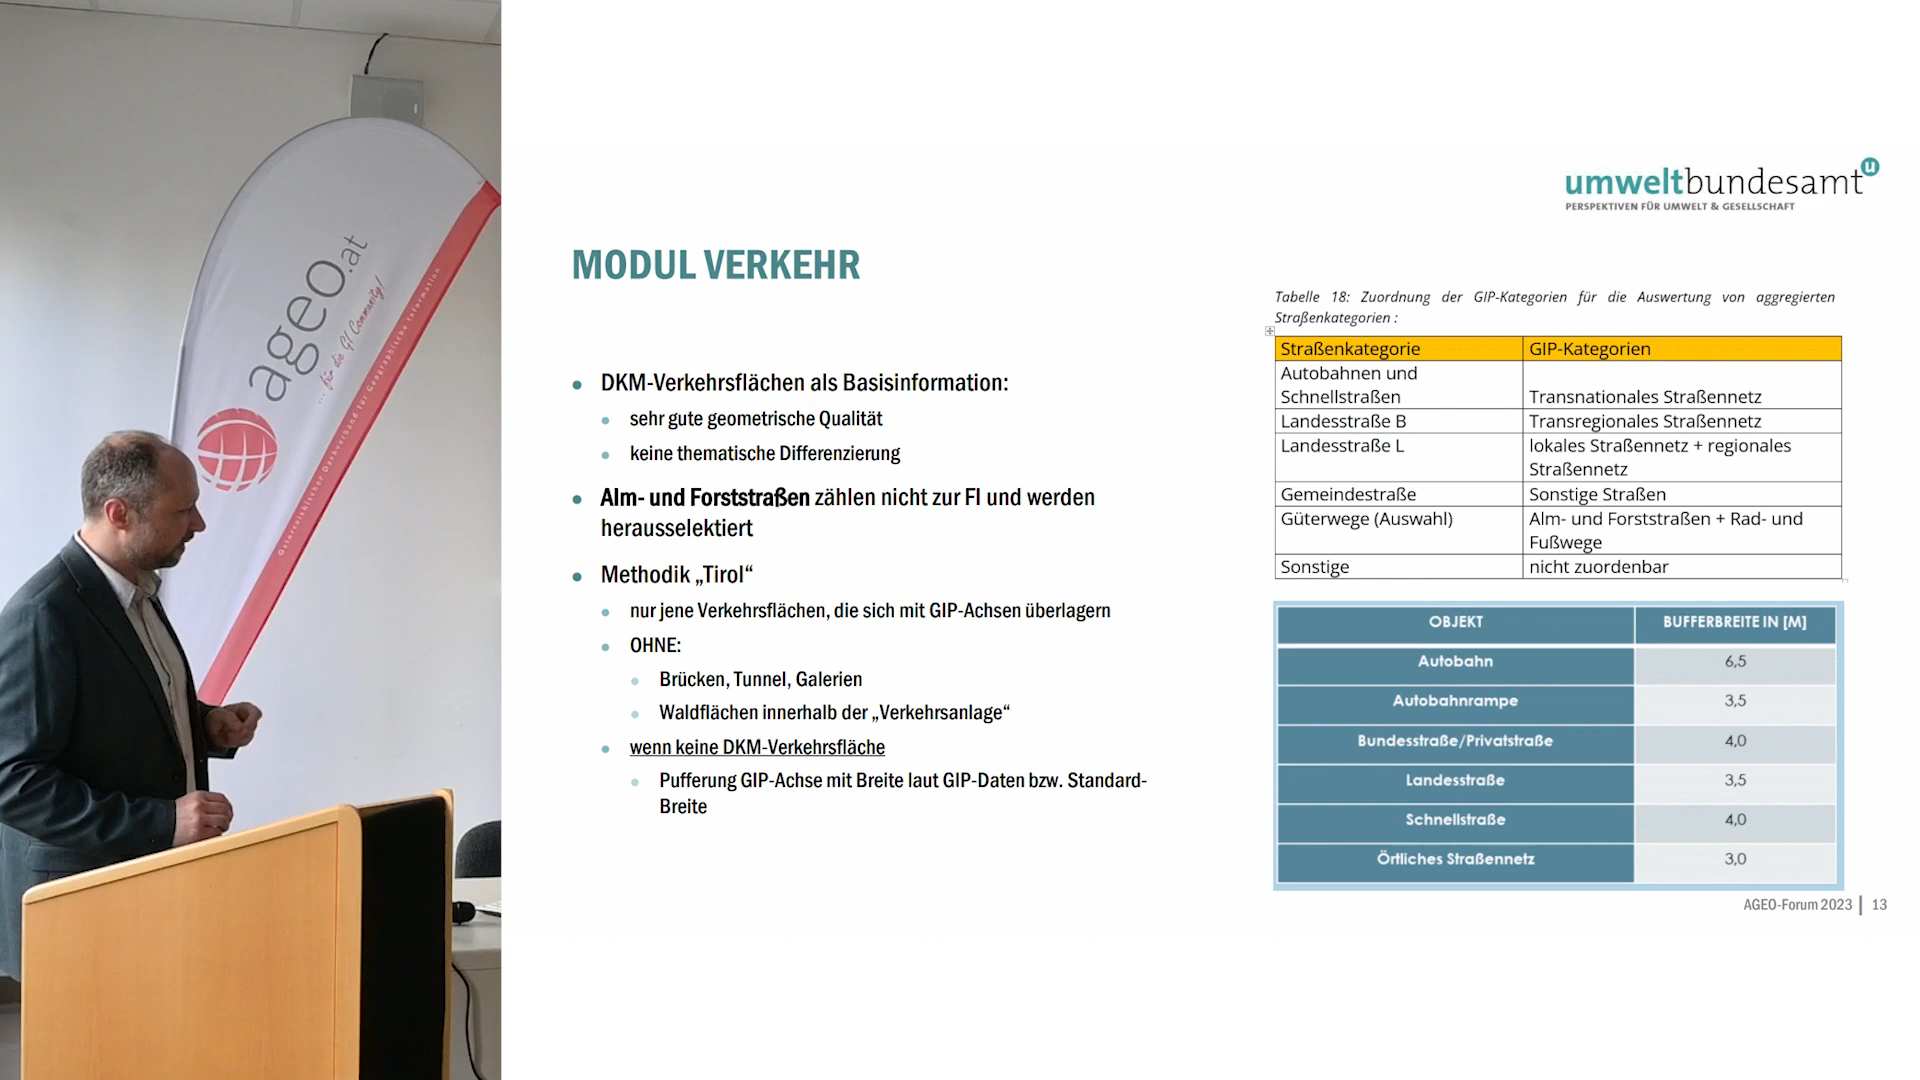 ageo.at
... für die GI Community!
Österreichischer Dachverband für Geographische Information
umweltbundesamt
u
PERSPEKTIVEN FÜR UMWELT & GESELLSCHAFT
MODUL VERKEHR
DKM-Verkehrsflächen als Basisinformation:
sehr gute geometrische Qualität
keine thematische Differenzierung
Alm- und Forststraßen zählen nicht zur FI und werden
herausselektiert
Methodik „Tirol“
nur jene Verkehrsflächen, die sich mit GIP-Achsen überlagern
OHNE:
Brücken, Tunnel, Galerien
Waldflächen innerhalb der „Verkehrsanlage“
wenn keine DKM-Verkehrsfläche
Pufferung GIP-Achse mit Breite laut GIP-Daten bzw. Standard-
Breite
Tabelle 18: Zuordnung der GIP-Kategorien für die Auswertung von aggregierten
Straßenkategorien :
Straßenkategorie GIP-Kategorien
Autobahnen und
Schnellstraßen Transnationales Straßennetz
Landesstraße B Transregionales Straßennetz
Landesstraße L lokales Straßennetz + regionales
Straßennetz
Gemeindestraße Sonstige Straßen
Güterwege (Auswahl) Alm- und Forststraßen + Rad- und
Fußwege
Sonstige nicht zuordenbar
OBJEKT BUFFERBREITE IN [M]
Autobahn 6,5
Autobahnrampe 3,5
Bundesstraße/Privatstraße 4,0
Landesstraße 3,5
Schnellstraße 4,0
Örtliches Straßennetz 3,0
AGEO-Forum 2023 | 13